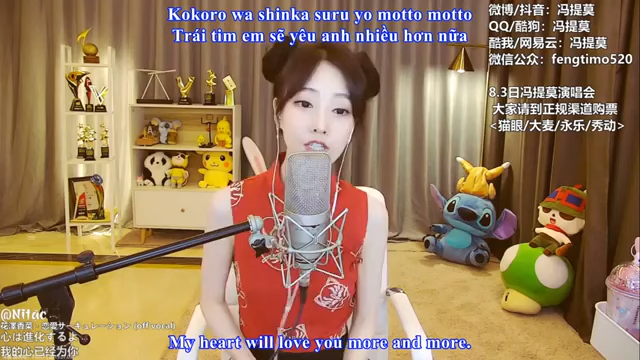 Kokoro wa shinka suru yo motto motto
Trái tim em sẽ yêu anh nhiều hơn nữa
微博/抖音：冯提莫
QQ/酷狗：冯提莫
酷我/网易云：冯提莫
微信公众：fengtimo520
8.3日冯提莫演唱会
大家请到正规渠道购票
<猫眼/大麦/永乐/秀动>
@Nitac
花澤香菜 - 恋愛サーキュレーション (off vocal)
心は進化するよ
我的心已经为你
My heart will love you more and more.